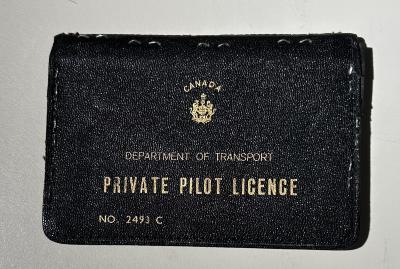 CANADA
DEPARTMENT OF TRANSPORT
PRIVATE PILOT LICENCE
NO. 2493 C